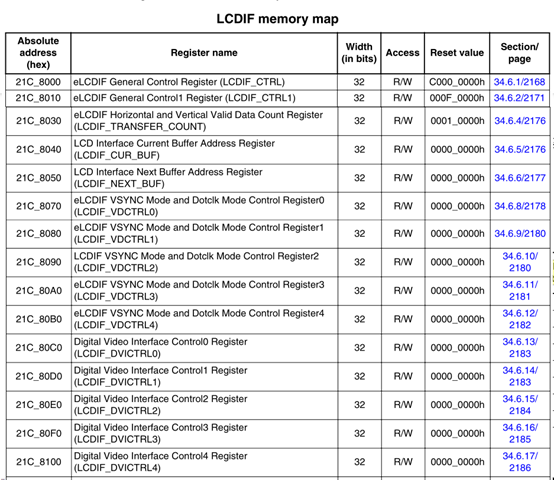 LCDIF memory map
Absolute address (hex) Register name Width (in bits) Access Reset value Section/ page
21C_8000 eLCDIF General Control Register (LCDIF_CTRL) 32 R/W C000_0000h 34.6.1/2168
21C_8010 eLCDIF General Control1 Register (LCDIF_CTRL1) 32 R/W 000F_0000h 34.6.2/2171
21C_8030 eLCDIF Horizontal and Vertical Valid Data Count Register (LCDIF_TRANSFER_COUNT) 32 R/W 0001_0000h 34.6.4/2176
21C_8040 LCD Interface Current Buffer Address Register (LCDIF_CUR_BUF) 32 R/W 0000_0000h 34.6.5/2176
21C_8050 LCD Interface Next Buffer Address Register (LCDIF_NEXT_BUF) 32 R/W 0000_0000h 34.6.6/2177
21C_8070 eLCDIF VSYNC Mode and Dotclk Mode Control Register0 (LCDIF_VDCTRL0) 32 R/W 0000_0000h 34.6.8/2178
21C_8080 eLCDIF VSYNC Mode and Dotclk Mode Control Register1 (LCDIF_VDCTRL1) 32 R/W 0000_0000h 34.6.9/2180
21C_8090 LCDIF VSYNC Mode and Dotclk Mode Control Register2 (LCDIF_VDCTRL2) 32 R/W 0000_0000h 34.6.10/ 2180
21C_80A0 eLCDIF VSYNC Mode and Dotclk Mode Control Register3 (LCDIF_VDCTRL3) 32 R/W 0000_0000h 34.6.11/ 2181
21C_80B0 eLCDIF VSYNC Mode and Dotclk Mode Control Register4 (LCDIF_VDCTRL4) 32 R/W 0000_0000h 34.6.12/ 2182
21C_80C0 Digital Video Interface Control0 Register (LCDIF_DVICTRL0) 32 R/W 0000_0000h 34.6.13/ 2183
21C_80D0 Digital Video Interface Control1 Register (LCDIF_DVICTRL1) 32 R/W 0000_0000h 34.6.14/ 2183
21C_80E0 Digital Video Interface Control2 Register (LCDIF_DVICTRL2) 32 R/W 0000_0000h 34.6.15/ 2184
21C_80F0 Digital Video Interface Control3 Register (LCDIF_DVICTRL3) 32 R/W 0000_0000h 34.6.16/ 2185
21C_8100 Digital Video Interface Control4 Register (LCDIF_DVICTRL4) 32 R/W 0000_0000h 34.6.17/ 2186